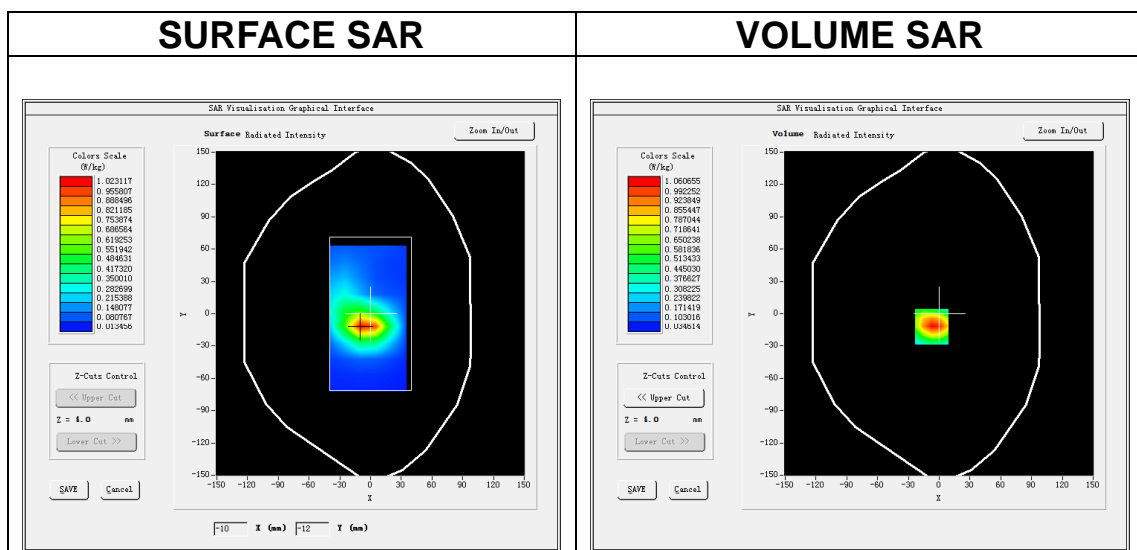 SURFACE SAR
VOLUME SAR
SAR Visualisation Graphical Interface
Surface Radiated Intensity
Zoom In/Out
Colors Scale
(W/kg)
1.023117
0.955807
0.888496
0.821185
0.753874
0.686564
0.619253
0.551942
0.484631
0.417320
0.350010
0.282699
0.215388
0.148077
0.080767
0.013456
Z-Cuts Control
<< Upper Cut
Z = 4.0 mm
Lower Cut >>
SAVE
Cancel
150
120
90
60
30
0
-30
-60
-90
-120
-150
Y
-150 -120 -90 -60 -30 0 30 60 90 120 150
X
-10 X (mm) -12 Y (mm)
SAR Visualisation Graphical Interface
Volume Radiated Intensity
Zoom In/Out
Colors Scale
(W/kg)
1.060655
0.992252
0.923849
0.855447
0.787044
0.718641
0.650238
0.581836
0.513433
0.445030
0.376627
0.308225
0.239822
0.171419
0.103016
0.034614
Z-Cuts Control
<< Upper Cut
Z = 4.0 mm
Lower Cut >>
SAVE
Cancel
150
120
90
60
30
0
-30
-60
-90
-120
-150
Y
-150 -120 -90 -60 -30 0 30 60 90 120 150
X